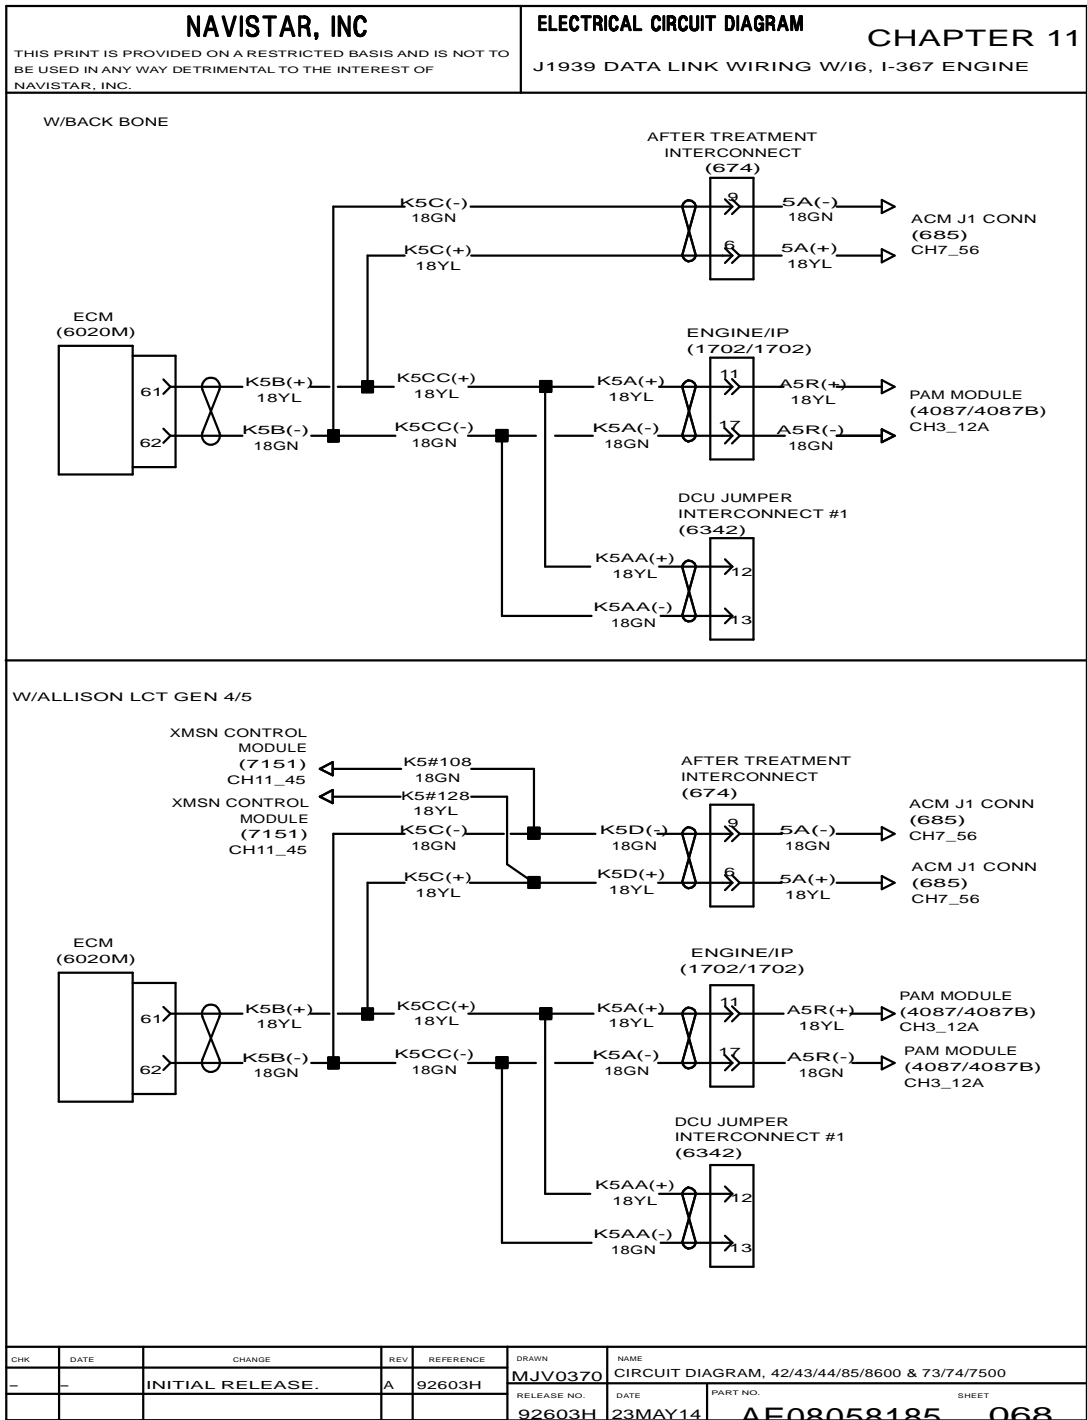 NAVISTAR, INC
THIS PRINT IS PROVIDED ON A RESTRICTED BASIS AND IS NOT TO
BE USED IN ANY WAY DETRIMENTAL TO THE INTEREST OF
NAVISTAR, INC.
ELECTRICAL CIRCUIT DIAGRAM
CHAPTER 11
J1939 DATA LINK WIRING W/I6, I-367 ENGINE
W/BACK BONE
AFTER TREATMENT
INTERCONNECT
(674)
K5C(-)
18GN
9
5A(-)
18GN
K5C(+)
18YL
6
5A(+)
18YL
ACM J1 CONN
(685)
CH7_56
ECM
(6020M)
ENGINE/IP
(1702/1702)
61
K5B(+)
18YL
K5CC(+)
18YL
K5A(+)
18YL
11
A5R(+)
18YL
62
K5B(-)
18GN
K5CC(-)
18GN
K5A(-)
18GN
17
A5R(-)
18GN
PAM MODULE
(4087/4087B)
CH3_12A
DCU JUMPER
INTERCONNECT #1
(6342)
K5AA(+)
18YL
12
K5AA(-)
18GN
13
W/ALLISON LCT GEN 4/5
XMSN CONTROL
MODULE
(7151)
CH11_45
XMSN CONTROL
MODULE
(7151)
CH11_45
K5#108
18GN
K5#128
18YL
AFTER TREATMENT
INTERCONNECT
(674)
K5C(-)
18GN
K5D(-)
18GN
9
5A(-)
18GN
ACM J1 CONN
(685)
CH7_56
K5C(+)
18YL
K5D(+)
18YL
6
5A(+)
18YL
ACM J1 CONN
(685)
CH7_56
ECM
(6020M)
ENGINE/IP
(1702/1702)
61
K5B(+)
18YL
K5CC(+)
18YL
K5A(+)
18YL
11
A5R(+)
18YL
PAM MODULE
(4087/4087B)
CH3_12A
62
K5B(-)
18GN
K5CC(-)
18GN
K5A(-)
18GN
17
A5R(-)
18GN
PAM MODULE
(4087/4087B)
CH3_12A
DCU JUMPER
INTERCONNECT #1
(6342)
K5AA(+)
18YL
12
K5AA(-)
18GN
13
CHK DATE CHANGE REV REFERENCE
– – INITIAL RELEASE. A 92603H
DRAWN
MJV0370
NAME
CIRCUIT DIAGRAM, 42/43/44/85/8600 & 73/74/7500
RELEASE NO.
92603H
DATE
23MAY14
PART NO.
AE08058185
SHEET
068